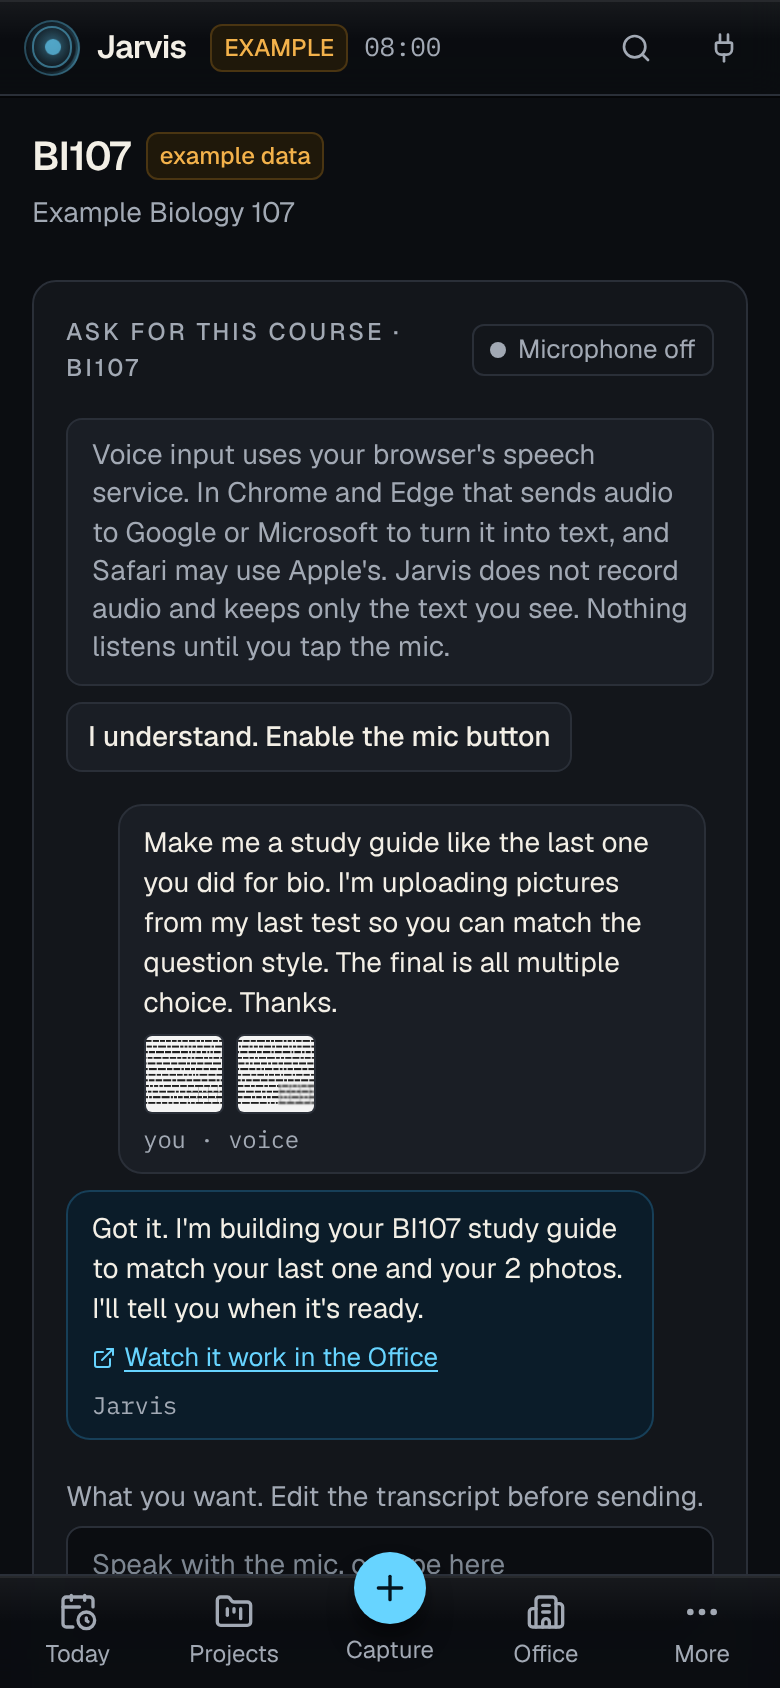 Jarvis EXAMPLE 08:00
BI107 example data
Example Biology 107
ASK FOR THIS COURSE ·
BI107
Microphone off
Voice input uses your browser's speech
service. In Chrome and Edge that sends audio
to Google or Microsoft to turn it into text, and
Safari may use Apple's. Jarvis does not record
audio and keeps only the text you see. Nothing
listens until you tap the mic.
I understand. Enable the mic button
Make me a study guide like the last one
you did for bio. I'm uploading pictures
from my last test so you can match the
question style. The final is all multiple
choice. Thanks.
you · voice
Got it. I'm building your BI107 study guide
to match your last one and your 2 photos.
I'll tell you when it's ready.
Watch it work in the Office
Jarvis
What you want. Edit the transcript before sending.
Speak with the mic, here
Today
Projects
Capture
Office
More